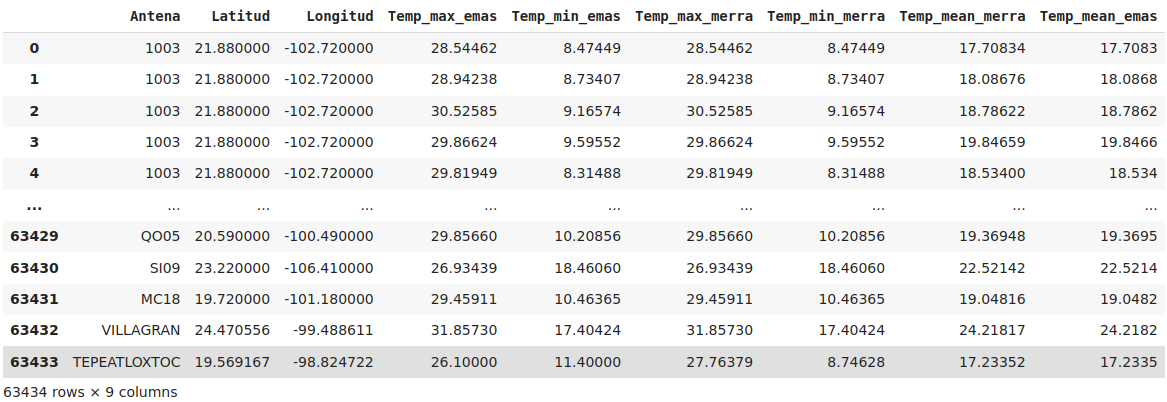 Antena Latitud Longitud Temp_max_emas Temp_min_emas Temp_max_merra Temp_min_merra Temp_mean_merra Temp_mean_emas
0 1003 21.880000 -102.720000 28.54462 8.47449 28.54462 8.47449 17.70834 17.7083
1 1003 21.880000 -102.720000 28.94238 8.73407 28.94238 8.73407 18.08676 18.0868
2 1003 21.880000 -102.720000 30.52585 9.16574 30.52585 9.16574 18.78622 18.7862
3 1003 21.880000 -102.720000 29.86624 9.59552 29.86624 9.59552 19.84659 19.8466
4 1003 21.880000 -102.720000 29.81949 8.31488 29.81949 8.31488 18.53400 18.534
... ... ... ... ... ... ... ... ... ...
63429 QO05 20.590000 -100.490000 29.85660 10.20856 29.85660 10.20856 19.36948 19.3695
63430 SI09 23.220000 -106.410000 26.93439 18.46060 26.93439 18.46060 22.52142 22.5214
63431 MC18 19.720000 -101.180000 29.45911 10.46365 29.45911 10.46365 19.04816 19.0482
63432 VILLAGRAN 24.470556 -99.488611 31.85730 17.40424 31.85730 17.40424 24.21817 24.2182
63433 TEPEATLOXTOC 19.569167 -98.824722 26.10000 11.40000 27.76379 8.74628 17.23352 17.2335
63434 rows × 9 columns